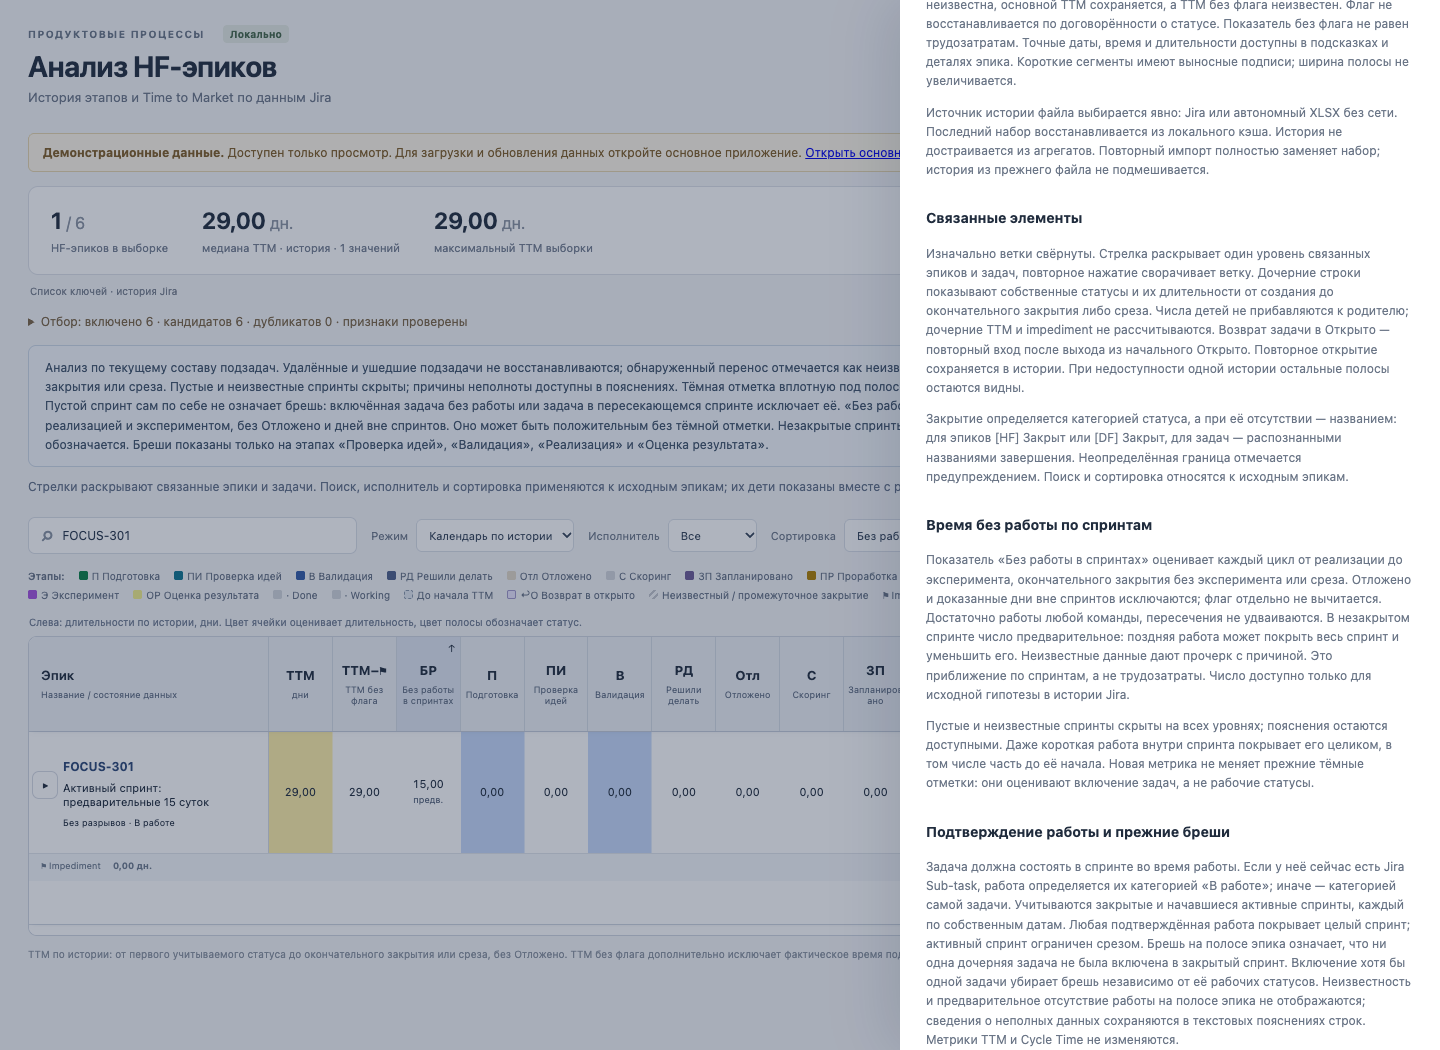 ПРОДУКТОВЫЕ ПРОЦЕССЫ
Локально
Анализ HF-эпиков
История этапов и Time to Market по данным Jira
Демонстрационные данные. Доступен только просмотр. Для загрузки и обновления данных откройте основное приложение. Открыть основн
1 / 6
HF-эпиков в выборке
29,00 дн.
медиана ТТМ · история · 1 значений
29,00 дн.
максимальный ТТМ выборки
Список ключей · история Jira
▶ Отбор: включено 6 · кандидатов 6 · дубликатов 0 · признаки проверены
Анализ по текущему составу подзадач. Удалённые и ушедшие подзадачи не восстанавливаются; обнаруженный перенос отмечается как неизв
закрытия или среза. Пустые и неизвестные спринты скрыты; причины неполноты доступны в пояснениях. Тёмная отметка вплотную под полос
Пустой спринт сам по себе не означает брешь: включённая задача без работы или задача в пересекающемся спринте исключает её. «Без рабо
реализацией и экспериментом, без Отложено и дней вне спринтов. Оно может быть положительным без тёмной отметки. Незакрытые спринт
обозначается. Бреши показаны только на этапах «Проверка идей», «Валидация», «Реализация» и «Оценка результата».
Стрелки раскрывают связанные эпики и задачи. Поиск, исполнитель и сортировка применяются к исходным эпикам; их дети показаны вместе с р
FOCUS-301
Режим
Календарь по истории
Исполнитель
Все
Сортировка
Без раб
Этапы: П Подготовка ПИ Проверка идей В Валидация РД Решили делать Отл Отложено С Скоринг ЗП Запланировано ПР Проработка
Э Эксперимент ОР Оценка результата · Done · Working До начала ТТМ ↩О Возврат в открыто Неизвестный / промежуточное закрытие ⚑ Im
Слева: длительности по истории, дни. Цвет ячейки оценивает длительность, цвет полосы обозначает статус.
Эпик
Название / состояние данных
ТТМ
дни
ТТМ−⚑
ТТМ без флага
↑
БР
Без работы в спринтах
П
Подготовка
ПИ
Проверка идей
В
Валидация
РД
Решили делать
Отл
Отложено
С
Скоринг
ЗП
Запланировано
▶
FOCUS-301
Активный спринт:
предварительные 15 суток
Без разрывов · В работе
29,00
29,00
15,00
предв.
0,00
0,00
0,00
0,00
0,00
0,00
0,00
⚑ Impediment 0,00 дн.
ТТМ по истории: от первого учитываемого статуса до окончательного закрытия или среза, без Отложено. ТТМ без флага дополнительно исключает фактическое время под
неизвестна, основной ТТМ сохраняется, а ТТМ без флага неизвестен. Флаг не
восстанавливается по договорённости о статусе. Показатель без флага не равен
трудозатратам. Точные даты, время и длительности доступны в подсказках и
деталях эпика. Короткие сегменты имеют выносные подписи; ширина полосы не
увеличивается.
Источник истории файла выбирается явно: Jira или автономный XLSX без сети.
Последний набор восстанавливается из локального кэша. История не
достраивается из агрегатов. Повторный импорт полностью заменяет набор;
история из прежнего файла не подмешивается.
Связанные элементы
Изначально ветки свёрнуты. Стрелка раскрывает один уровень связанных
эпиков и задач, повторное нажатие сворачивает ветку. Дочерние строки
показывают собственные статусы и их длительности от создания до
окончательного закрытия либо среза. Числа детей не прибавляются к родителю;
дочерние ТТМ и impediment не рассчитываются. Возврат задачи в Открыто —
повторный вход после выхода из начального Открыто. Повторное открытие
сохраняется в истории. При недоступности одной истории остальные полосы
остаются видны.
Закрытие определяется категорией статуса, а при её отсутствии — названием:
для эпиков [HF] Закрыт или [DF] Закрыт, для задач — распознанными
названиями завершения. Неопределённая граница отмечается
предупреждением. Поиск и сортировка относятся к исходным эпикам.
Время без работы по спринтам
Показатель «Без работы в спринтах» оценивает каждый цикл от реализации до
эксперимента, окончательного закрытия без эксперимента или среза. Отложено
и доказанные дни вне спринтов исключаются; флаг отдельно не вычитается.
Достаточно работы любой команды, пересечения не удваиваются. В незакрытом
спринте число предварительное: поздняя работа может покрыть весь спринт и
уменьшить его. Неизвестные данные дают прочерк с причиной. Это
приближение по спринтам, а не трудозатраты. Число доступно только для
исходной гипотезы в истории Jira.
Пустые и неизвестные спринты скрыты на всех уровнях; пояснения остаются
доступными. Даже короткая работа внутри спринта покрывает его целиком, в
том числе часть до её начала. Новая метрика не меняет прежние тёмные
отметки: они оценивают включение задач, а не рабочие статусы.
Подтверждение работы и прежние бреши
Задача должна состоять в спринте во время работы. Если у неё сейчас есть Jira
Sub-task, работа определяется их категорией «В работе»; иначе — категорией
самой задачи. Учитываются закрытые и начавшиеся активные спринты, каждый
по собственным датам. Любая подтверждённая работа покрывает целый спринт;
активный спринт ограничен срезом. Брешь на полосе эпика означает, что ни
одна дочерняя задача не была включена в закрытый спринт. Включение хотя бы
одной задачи убирает брешь независимо от её рабочих статусов. Неизвестность
и предварительное отсутствие работы на полосе эпика не отображаются;
сведения о неполных данных сохраняются в текстовых пояснениях строк.
Метрики ТТМ и Cycle Time не изменяются.